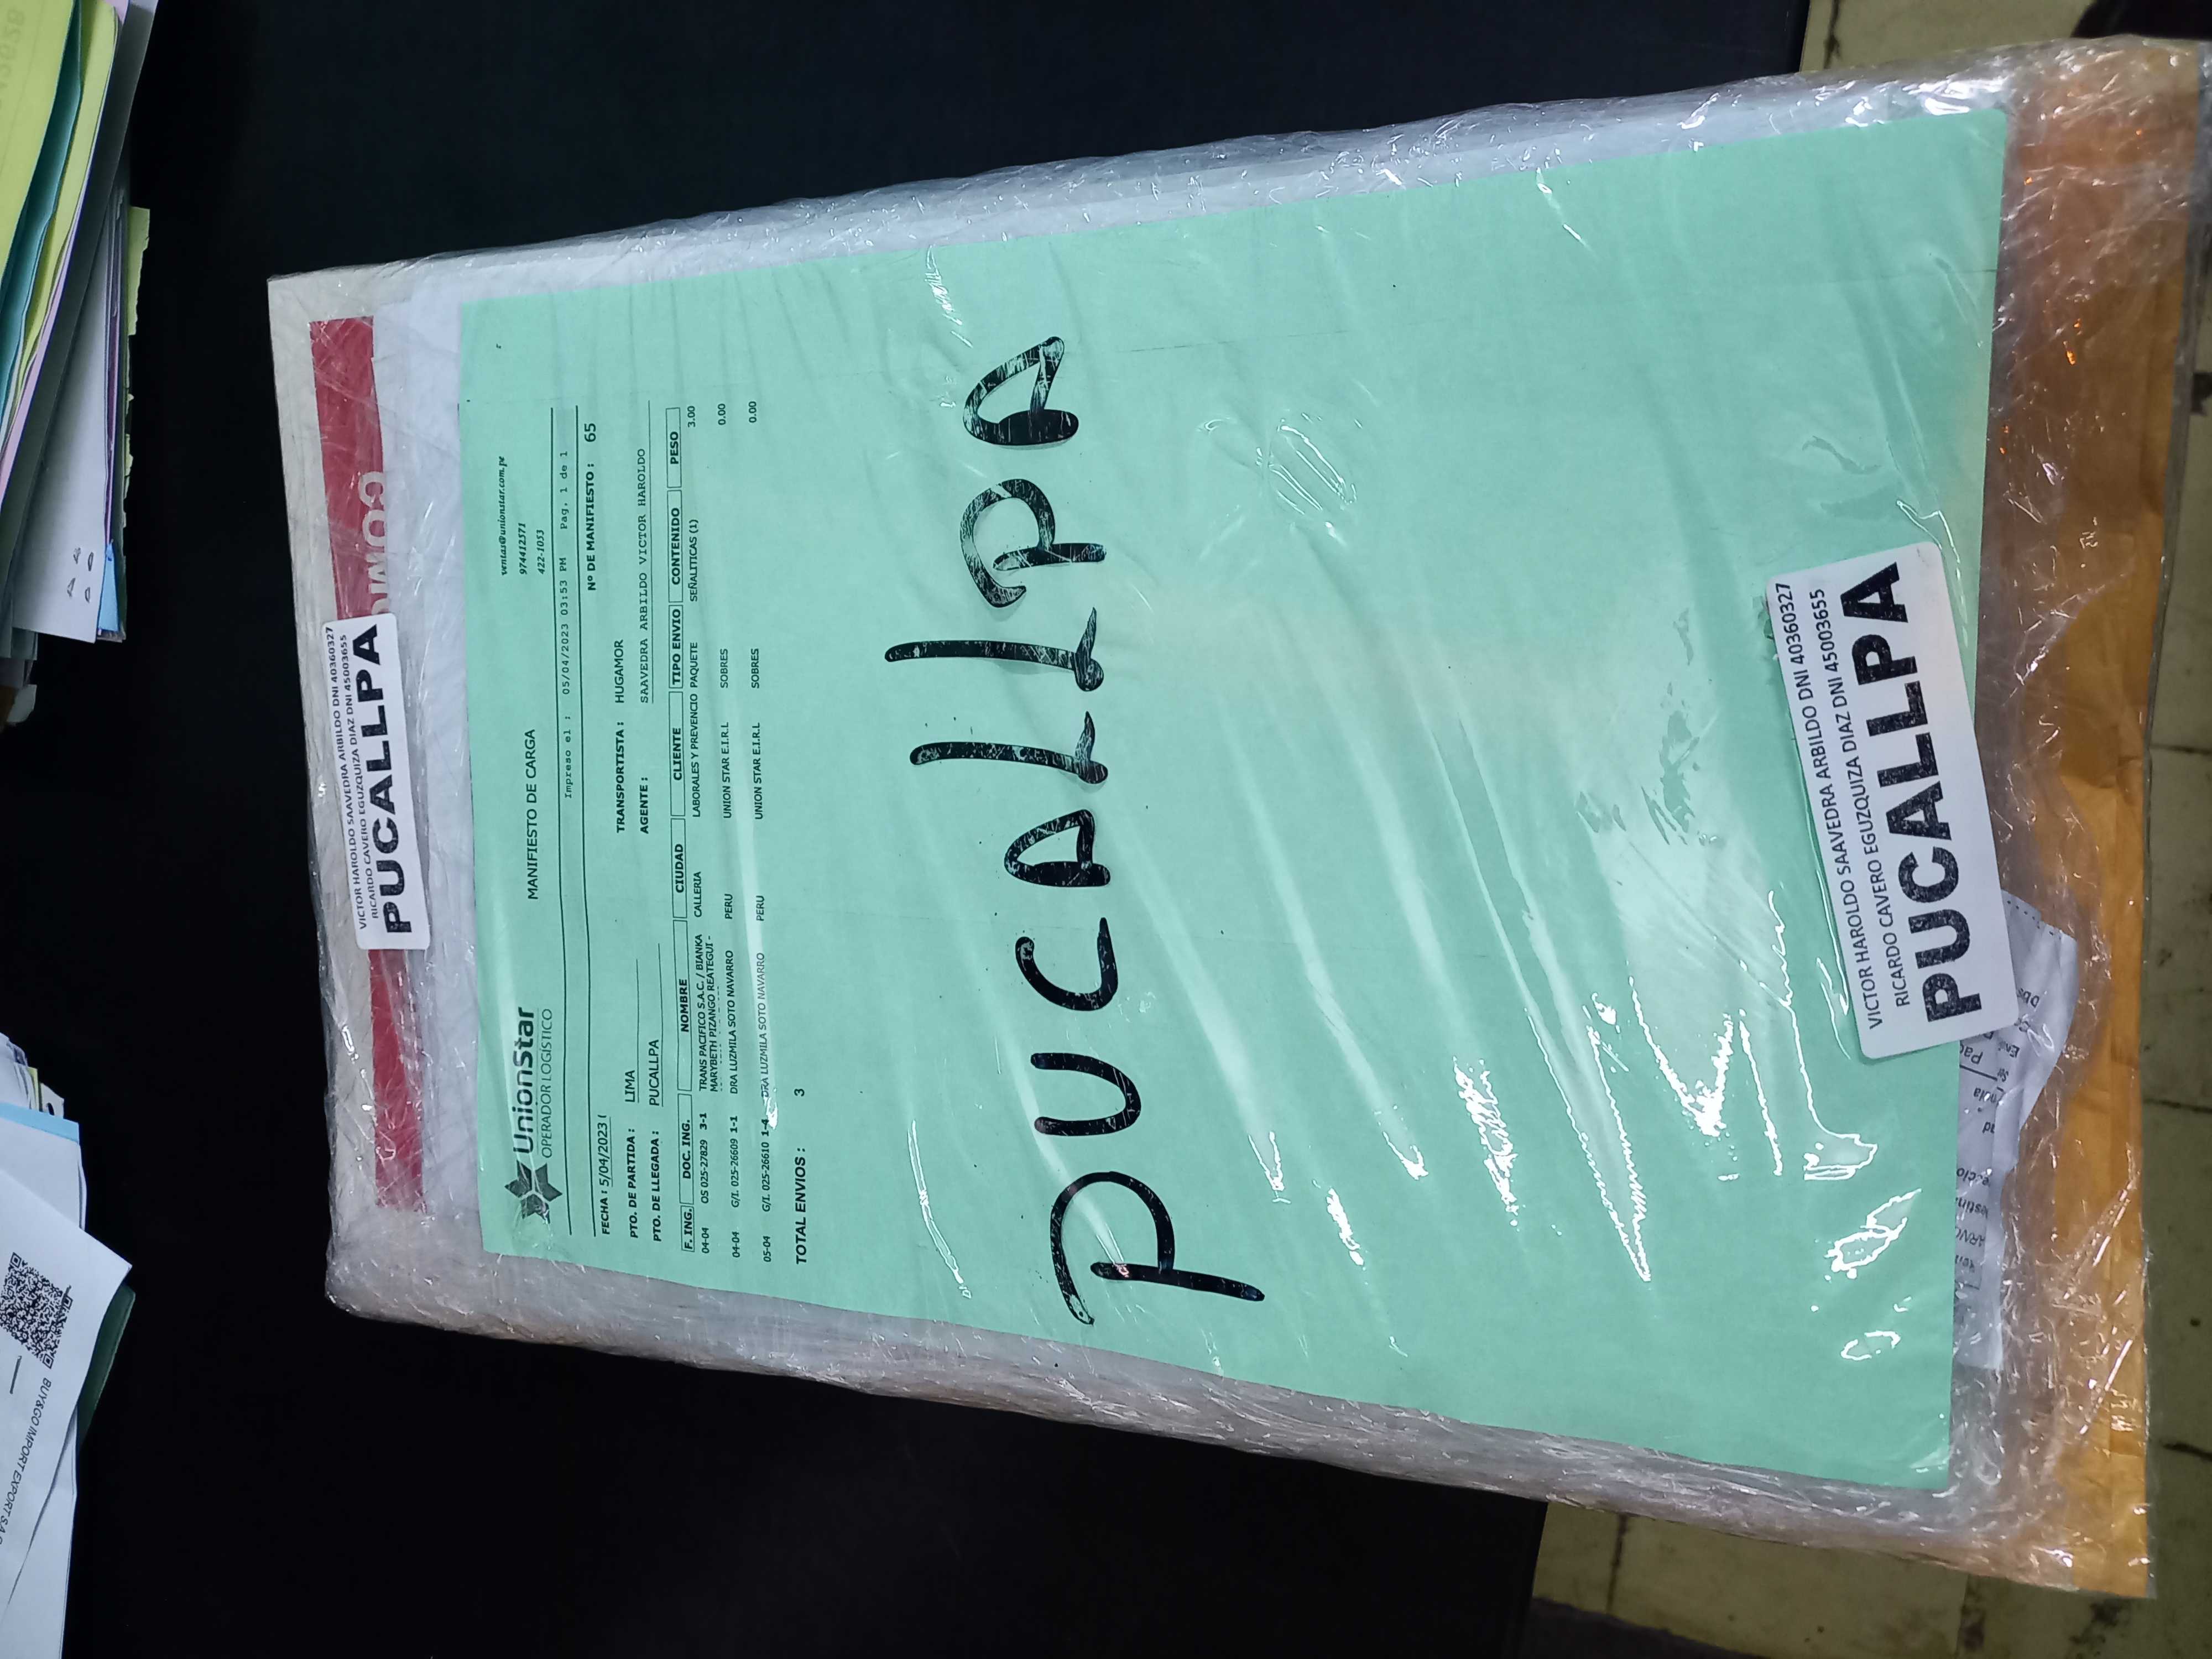 VICTOR HAROLDO SAAVEDRA ARBILDO DNI 40360327
RICARDO CAVERO EGUZQUIZA DIAZ DNI 45003655
PUCALLPA
UnionStar
OPERADOR LOGÍSTICO
ventas@unionstar.com.pe
974412571
422-1053
MANIFIESTO DE CARGA
Impreso el : 05/04/2023 03:53 PM Pag. 1 de 1
FECHA : 5/04/2023 (
Nº DE MANIFIESTO : 65
PTO. DE PARTIDA : LIMA TRANSPORTISTA : HUGAMOR
PTO. DE LLEGADA : PUCALLPA AGENTE : SAAVEDRA ARBILDO VICTOR HAROLDO
F. ING. DOC. ING. NOMBRE CIUDAD CLIENTE TIPO ENVIO CONTENIDO PESO
04-04 OS 025-27829 3-1 TRANS PACIFICO S.A.C. / BIANKA CALLERIA LABORALES Y PREVENCIO PAQUETE SEÑALITICAS (1) 3.00
MARYBETH PIZANGO REATEGUI -
04-04 G/I. 025-26609 1-1 DRA LUZMILA SOTO NAVARRO PERU UNION STAR E.I.R.L SOBRES 0.00
05-04 G/I. 025-26610 1-4 DRA LUZMILA SOTO NAVARRO PERU UNION STAR E.I.R.L SOBRES 0.00
TOTAL ENVIOS : 3
PUCALLPA
VICTOR HAROLDO SAAVEDRA ARBILDO DNI 40360327
RICARDO CAVERO EGUZQUIZA DIAZ DNI 45003655
PUCALLPA
BUY&GO IMPORT EXPORT S.A.C